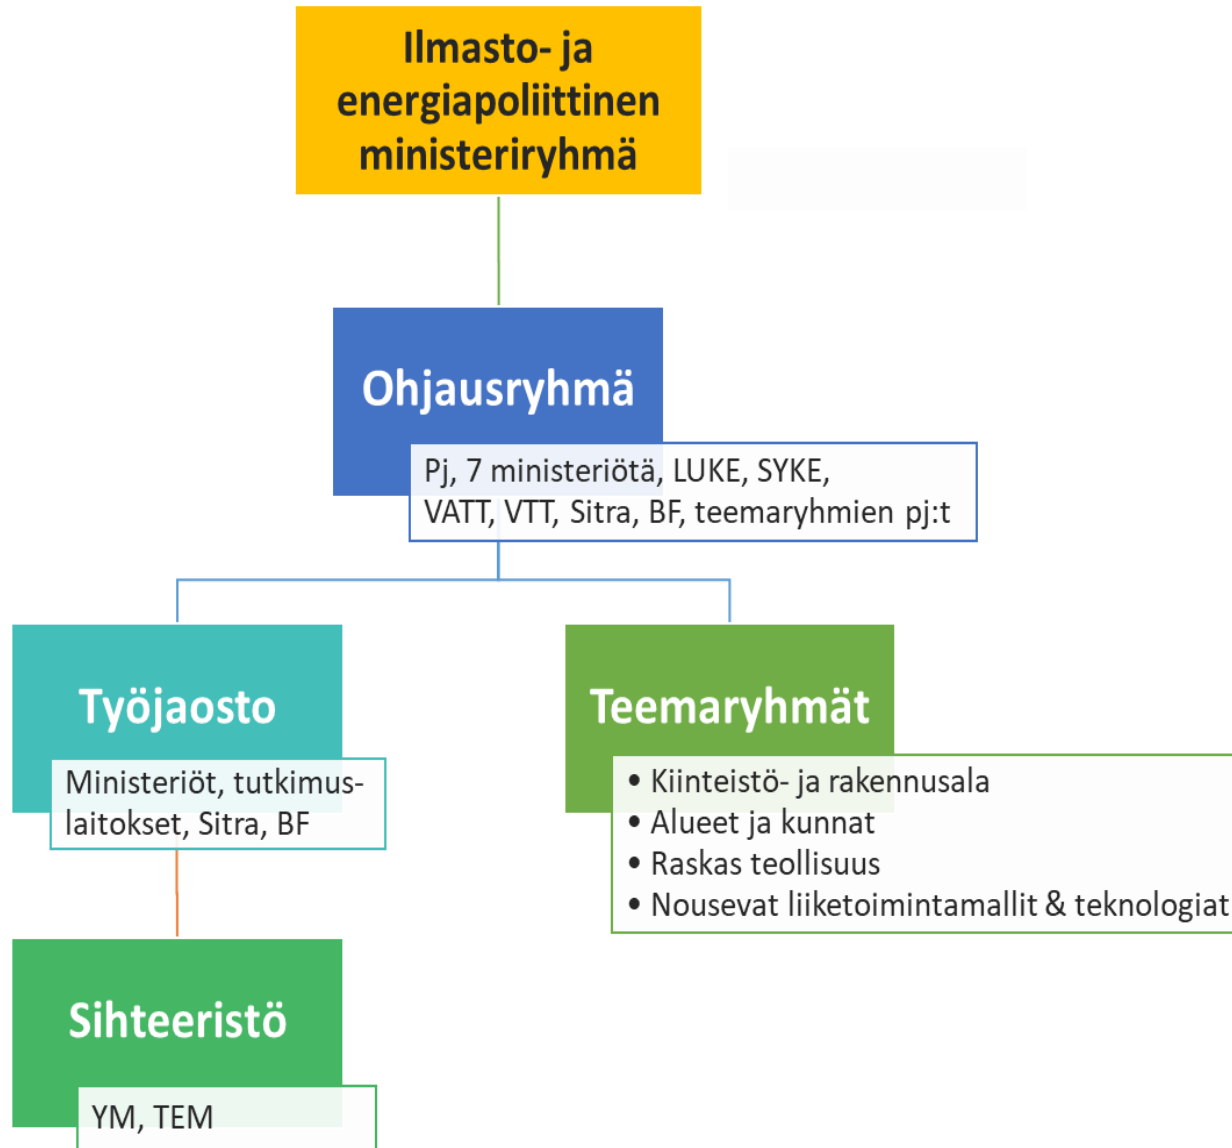 Ilmasto- ja
energiapoliittinen
ministeriryhmä
Ohjausryhmä
Pj, 7 ministeriötä, LUKE, SYKE,
VATT, VTT, Sitra, BF, teemaryhmien pj:t
Työjaosto
Ministeriöt, tutkimus-
laitokset, Sitra, BF
Teemaryhmät
• Kiinteistö- ja rakennusala
• Alueet ja kunnat
• Raskas teollisuus
• Nousevat liiketoimintamallit & teknologiat
Sihteeristö
YM, TEM